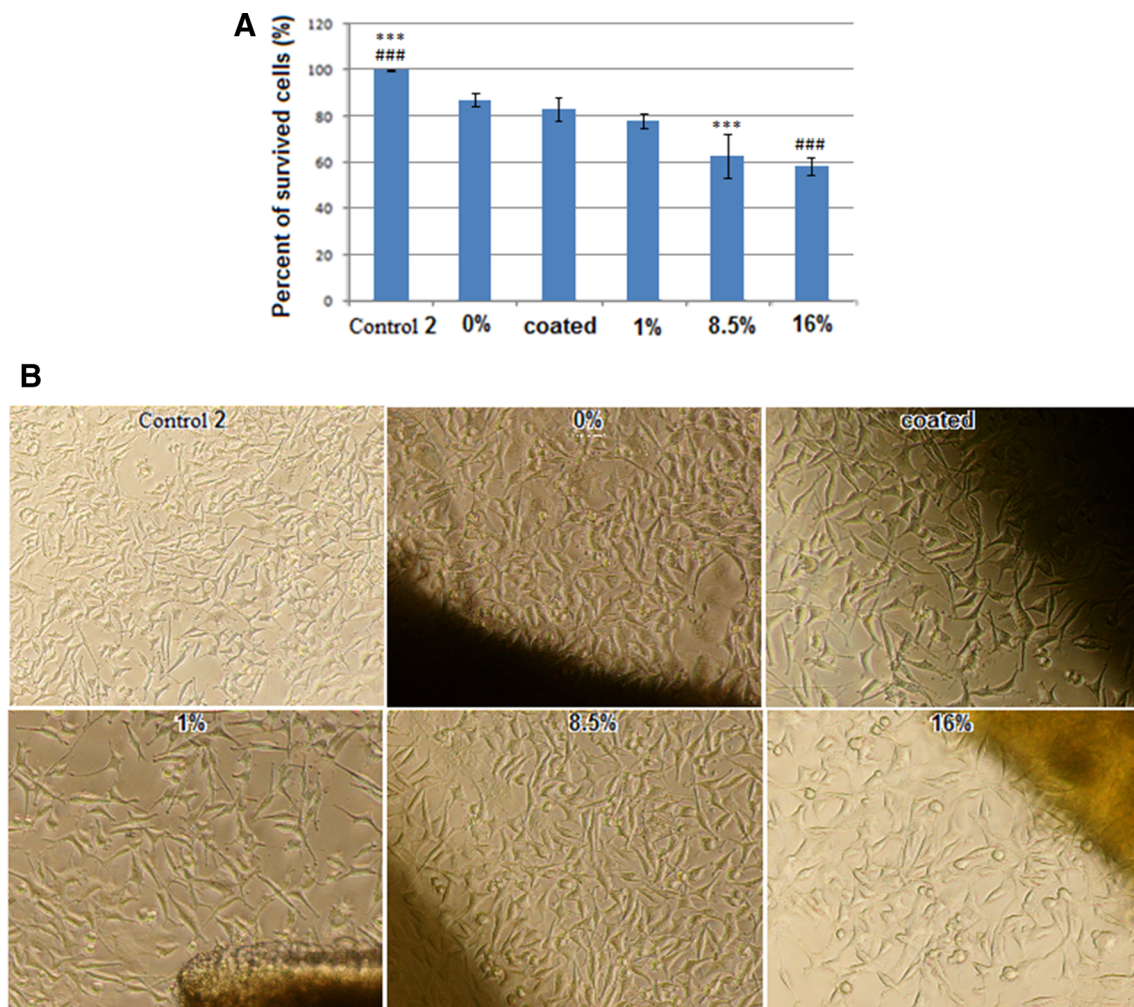 A
Percent of survived cells (%)
120
100
80
60
40
20
0
***
###
***
###
Control 2 0% coated 1% 8.5% 16%
B
Control 2 0% coated
1% 8.5% 16%